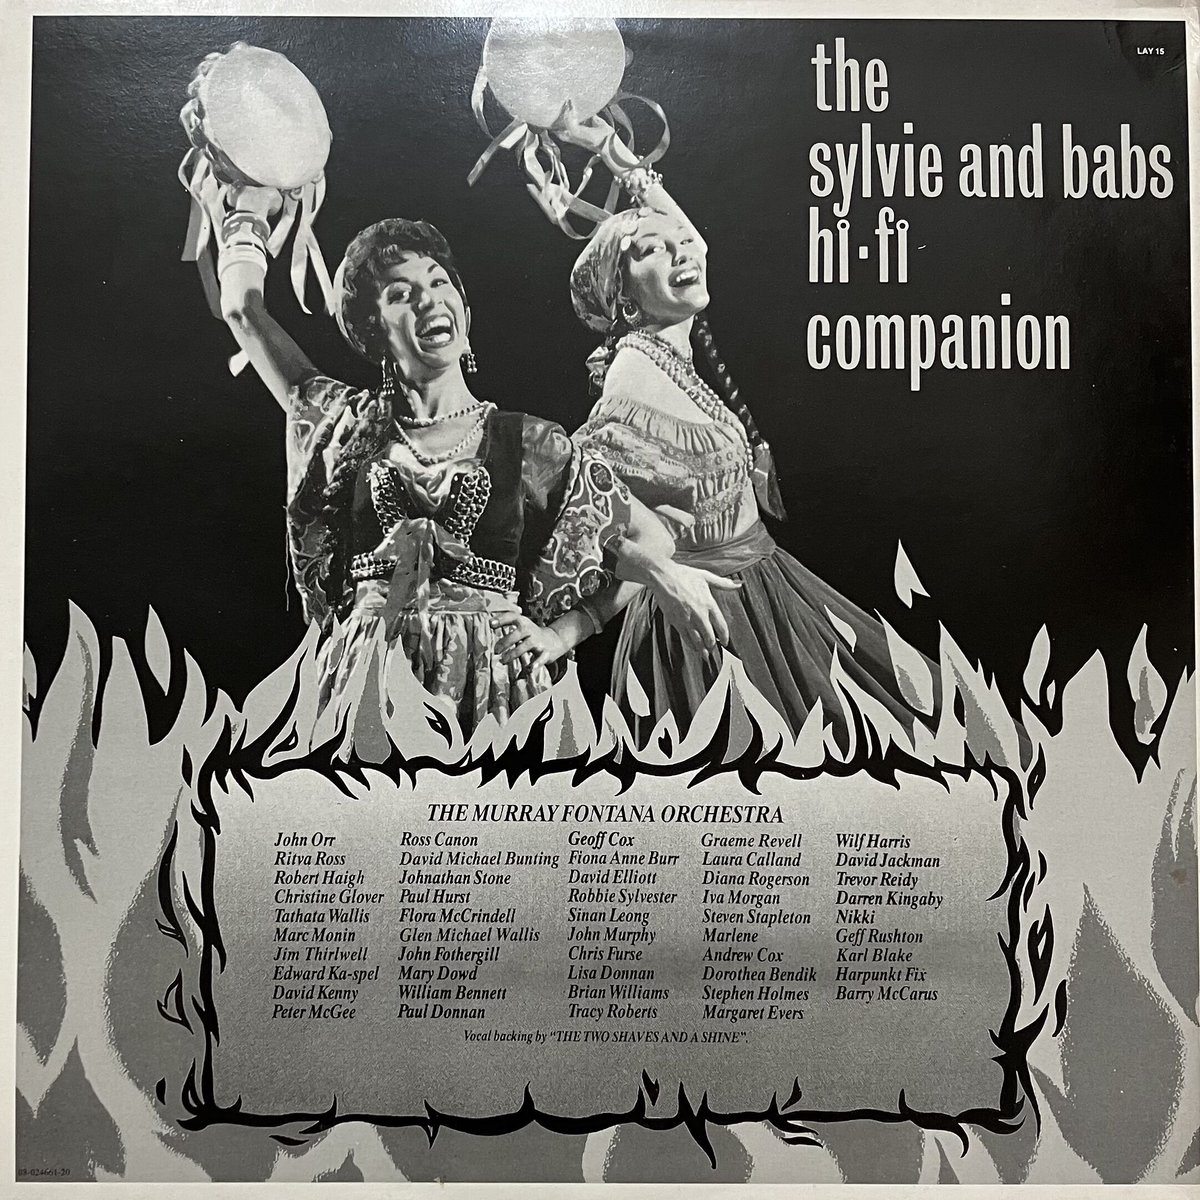 LAY 15
the
sylvie and babs
hi·fi
companion
THE MURRAY FONTANA ORCHESTRA
John Orr
Ritva Ross
Robert Haigh
Christine Glover
Tathata Wallis
Marc Monin
Jim Thirlwell
Edward Ka-spel
David Kenny
Peter McGee
Ross Canon
David Michael Bunting
Johnathan Stone
Paul Hurst
Flora McCrindell
Glen Michael Wallis
John Fothergill
Mary Dowd
William Bennett
Paul Donnan
Geoff Cox
Fiona Anne Burr
David Elliott
Robbie Sylvester
Sinan Leong
John Murphy
Chris Furse
Lisa Donnan
Brian Williams
Tracy Roberts
Graeme Revell
Laura Calland
Diana Rogerson
Iva Morgan
Steven Stapleton
Marlene
Andrew Cox
Dorothea Bendik
Stephen Holmes
Margaret Evers
Wilf Harris
David Jackman
Trevor Reidy
Darren Kingaby
Nikki
Geff Rushton
Karl Blake
Harpunkt Fix
Barry McCarus
Vocal backing by "THE TWO SHAVES AND A SHINE".